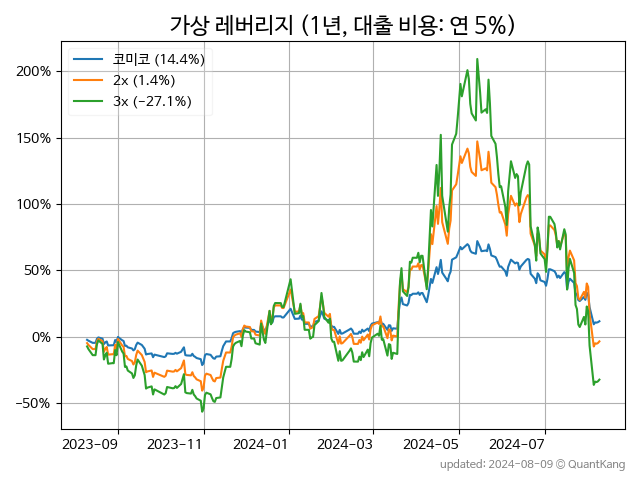 가상 레버리지 (1년, 대출 비용: 연 5%)
코미코 (14.4%)
2x (1.4%)
3x (-27.1%)
200%
150%
100%
50%
0%
-50%
2023-09 2023-11 2024-01 2024-03 2024-05 2024-07
updated: 2024-08-09 © QuantKang